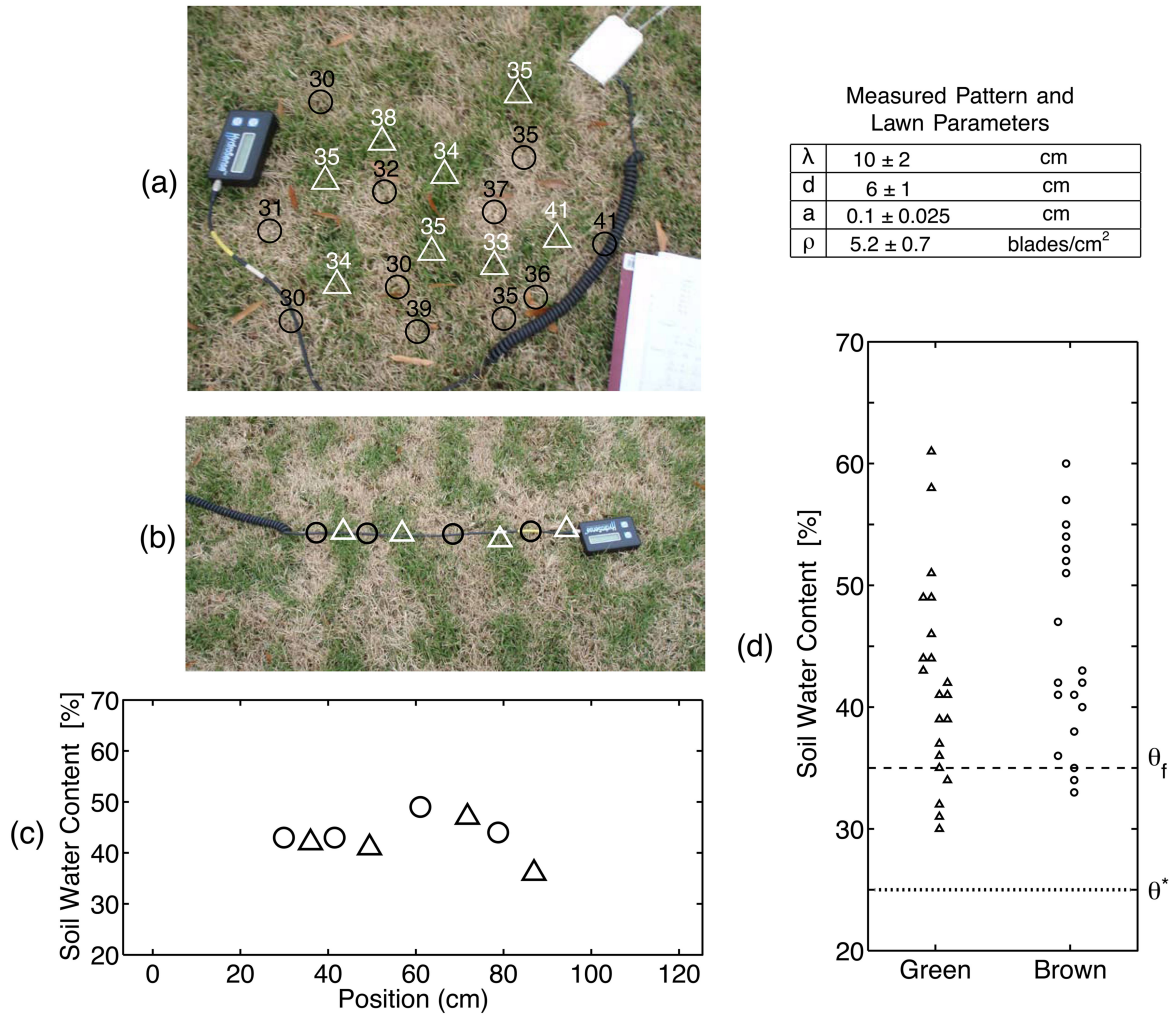 (a)
30
35
38
35
35
32
34
37
31
41
41
35
33
34
30
36
30
39
35
HydroSense
Measured Pattern and
Lawn Parameters
λ 10 ± 2 cm
d 6 ± 1 cm
a 0.1 ± 0.025 cm
ρ 5.2 ± 0.7 blades/cm²
(b)
HydroSense
(c)
Soil Water Content [%]
70
60
50
40
30
20
0 20 40 60 80 100 120
Position (cm)
(d)
Soil Water Content [%]
70
60
50
40
30
20
θf
θ*
Green Brown